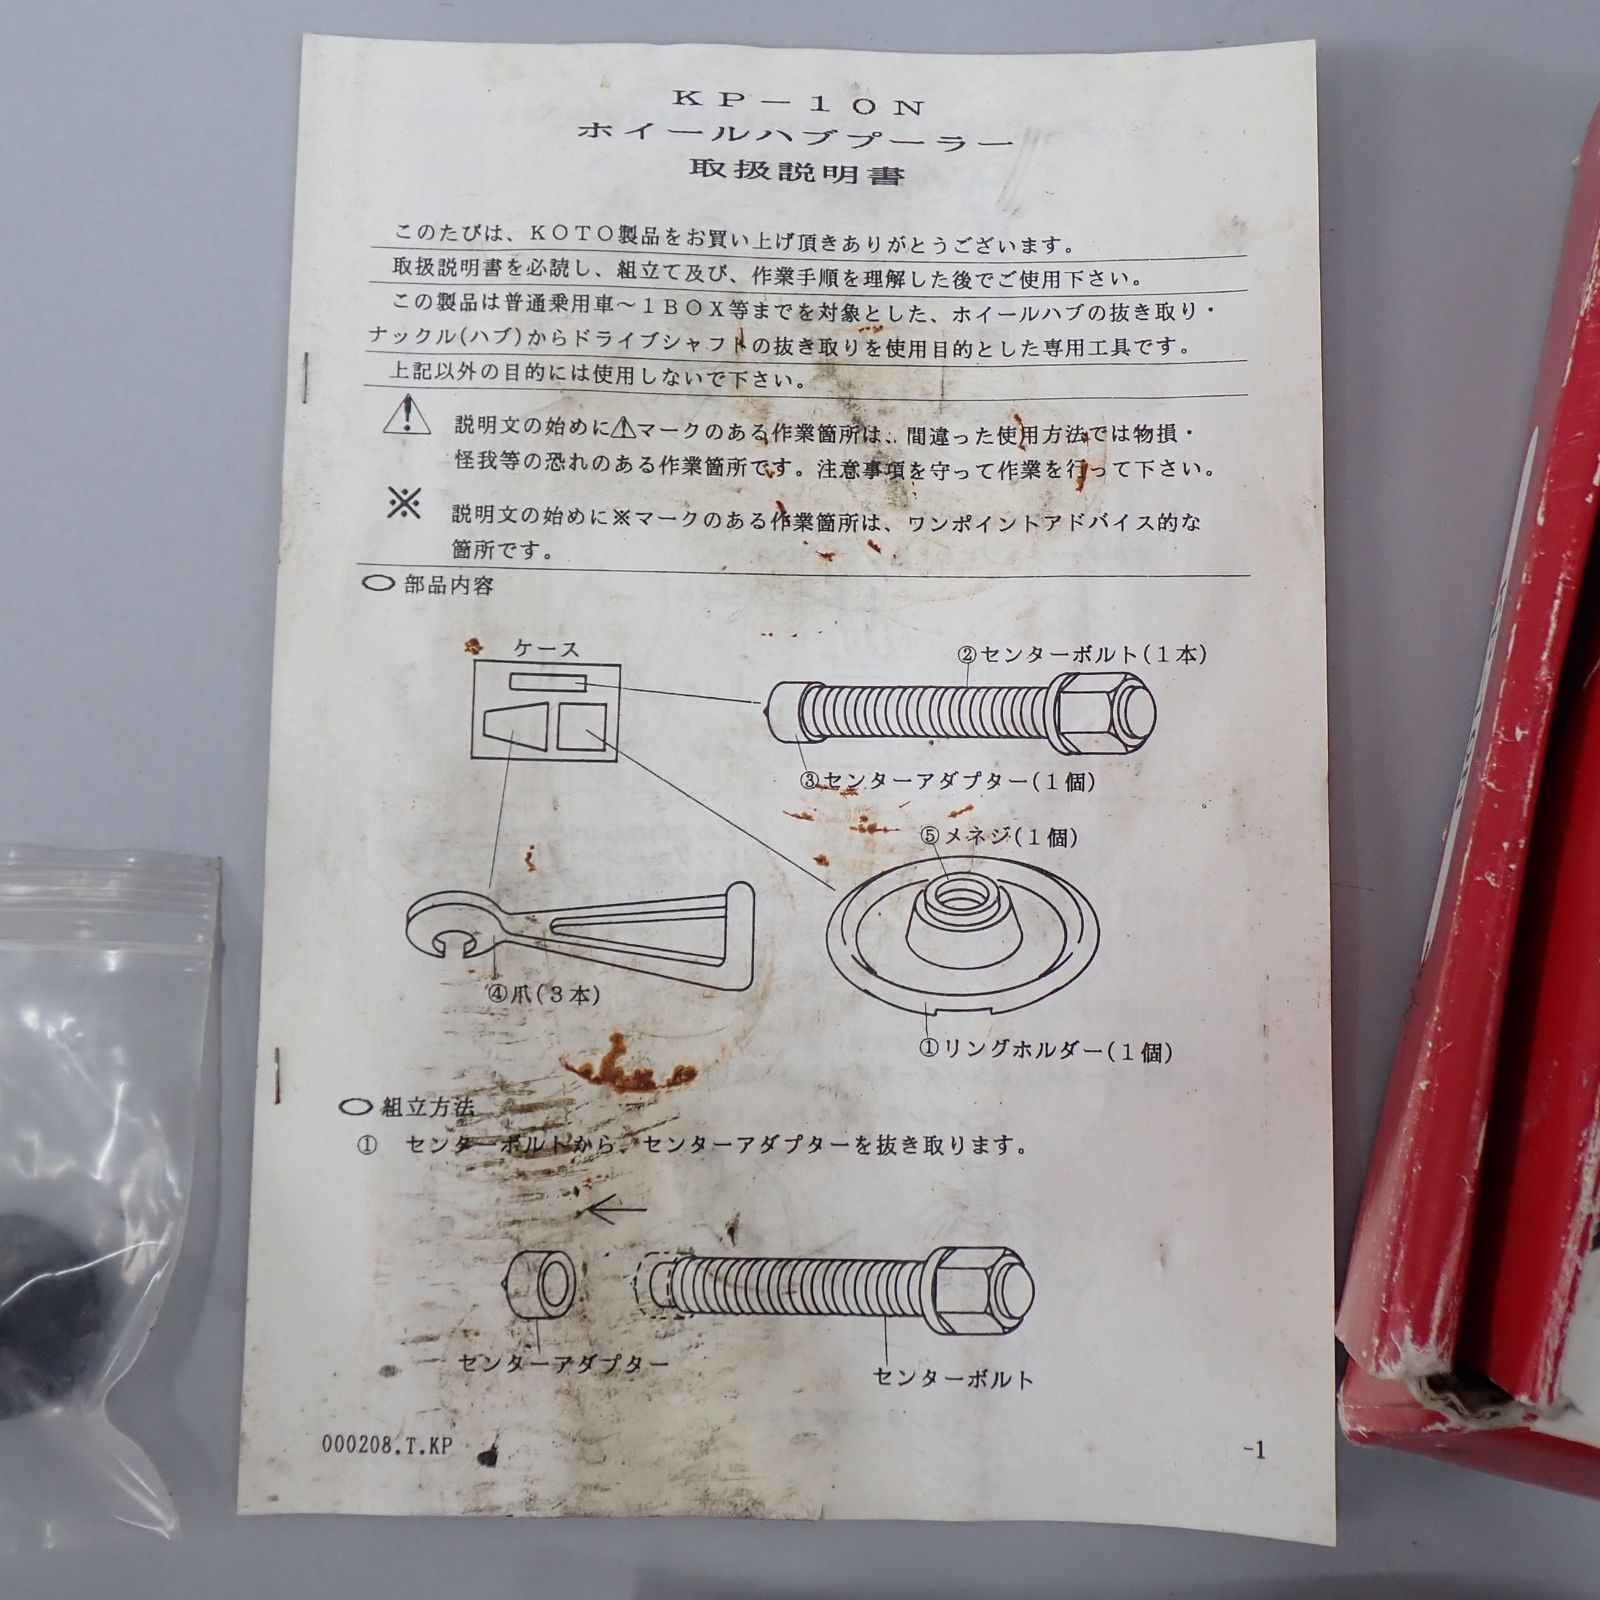 KP－10N
ホイールハブプーラー
取扱説明書
このたびは、KOTO製品をお買い上げ頂きありがとうございます。
取扱説明書を必読し、組立て及び、作業手順を理解した後でご使用下さい。
この製品は普通乗用車～1BOX等までを対象とした、ホイールハブの抜き取り・
ナックル(ハブ)からドライブシャフトの抜き取りを使用目的とした専用工具です。
上記以外の目的には使用しないで下さい。
⚠ 説明文の始めに⚠マークのある作業箇所は、間違った使用方法では物損・
怪我等の恐れのある作業箇所です。注意事項を守って作業を行って下さい。
※ 説明文の始めに※マークのある作業箇所は、ワンポイントアドバイス的な
箇所です。
○部品内容
ケース
②センターボルト(1本)
③センターアダプター(1個)
⑤メネジ(1個)
④爪(3本)
①リングホルダー(1個)
○組立方法
① センターボルトから、センターアダプターを抜き取ります。
センターアダプター
センターボルト
000208.T.KP
-1